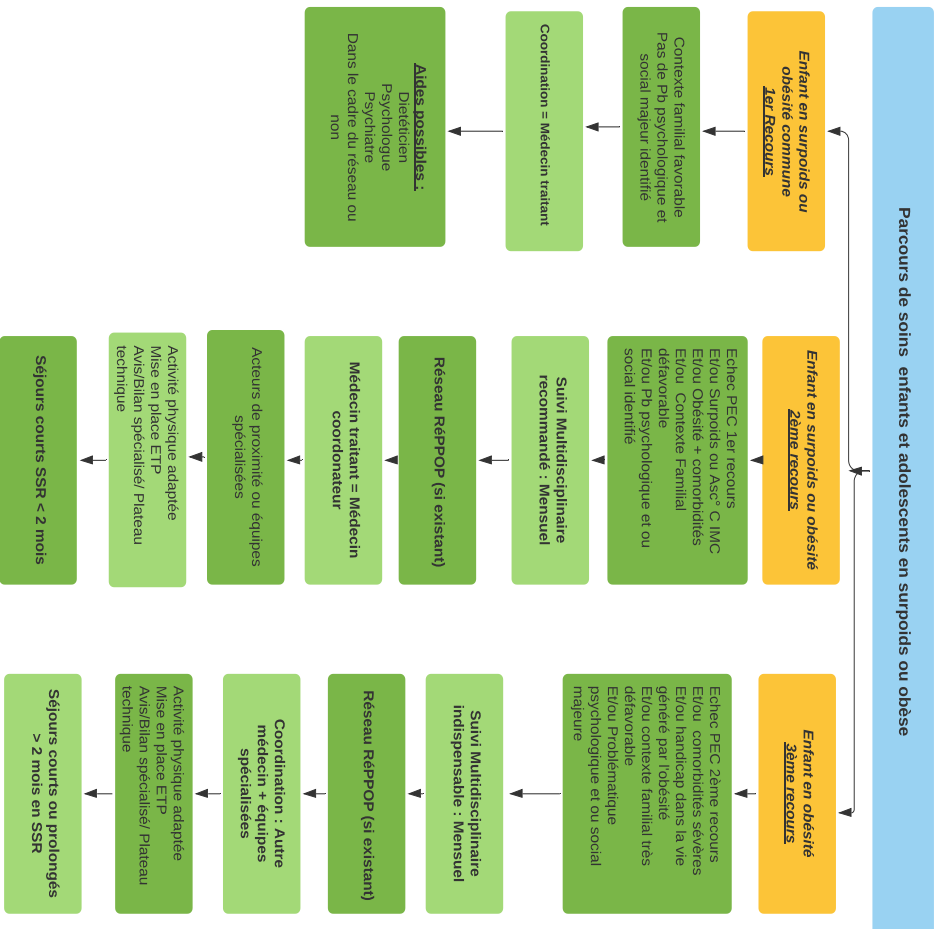 Parcours de soins enfants et adolescents en surpoids ou obèse
Enfant en surpoids ou
obésité commune
1er Recours
Contexte familial favorable
Pas de Pb psychologique et
social majeur identifié
Coordination = Médecin traitant
Aides possibles :
Dietéticien
Psychologue
Psychiatre
Dans le cadre du réseau ou
non
Enfant en surpoids ou obésité
2ème recours
Echec PEC 1er recours
Et/ou Surpoids ou Asc° C IMC
Et/ou Obésité + comorbidités
Et/ou Contexte Familial
défavorable
Et/ou Pb psychologique et ou
social identifié
Suivi Multidisciplinaire
recommandé : Mensuel
Réseau RéPPOP (si existant)
Médecin traitant = Médecin
coordonateur
Acteurs de proximité ou équipes
spécialisées
Activité physique adaptée
Mise en place ETP
Avis/Bilan spécialisé/ Plateau
technique
Séjours courts SSR < 2 mois
Enfant en obésité
3ème recours
Echec PEC 2ème recours
Et/ou comorbidités sévères
Et/ou handicap dans la vie
généré par l'obésité
Et/ou contexte familial très
défavorable
Et/ou Problématique
psychologique et ou social
majeure
Suivi Multidisciplinaire
indispensable : Mensuel
Réseau RéPPOP (si existant)
Coordination : Autre
médecin + équipes
spécialisées
Activité physique adaptée
Mise en place ETP
Avis/Bilan spécialisé/ Plateau
technique
Séjours courts ou prolongés
> 2 mois en SSR